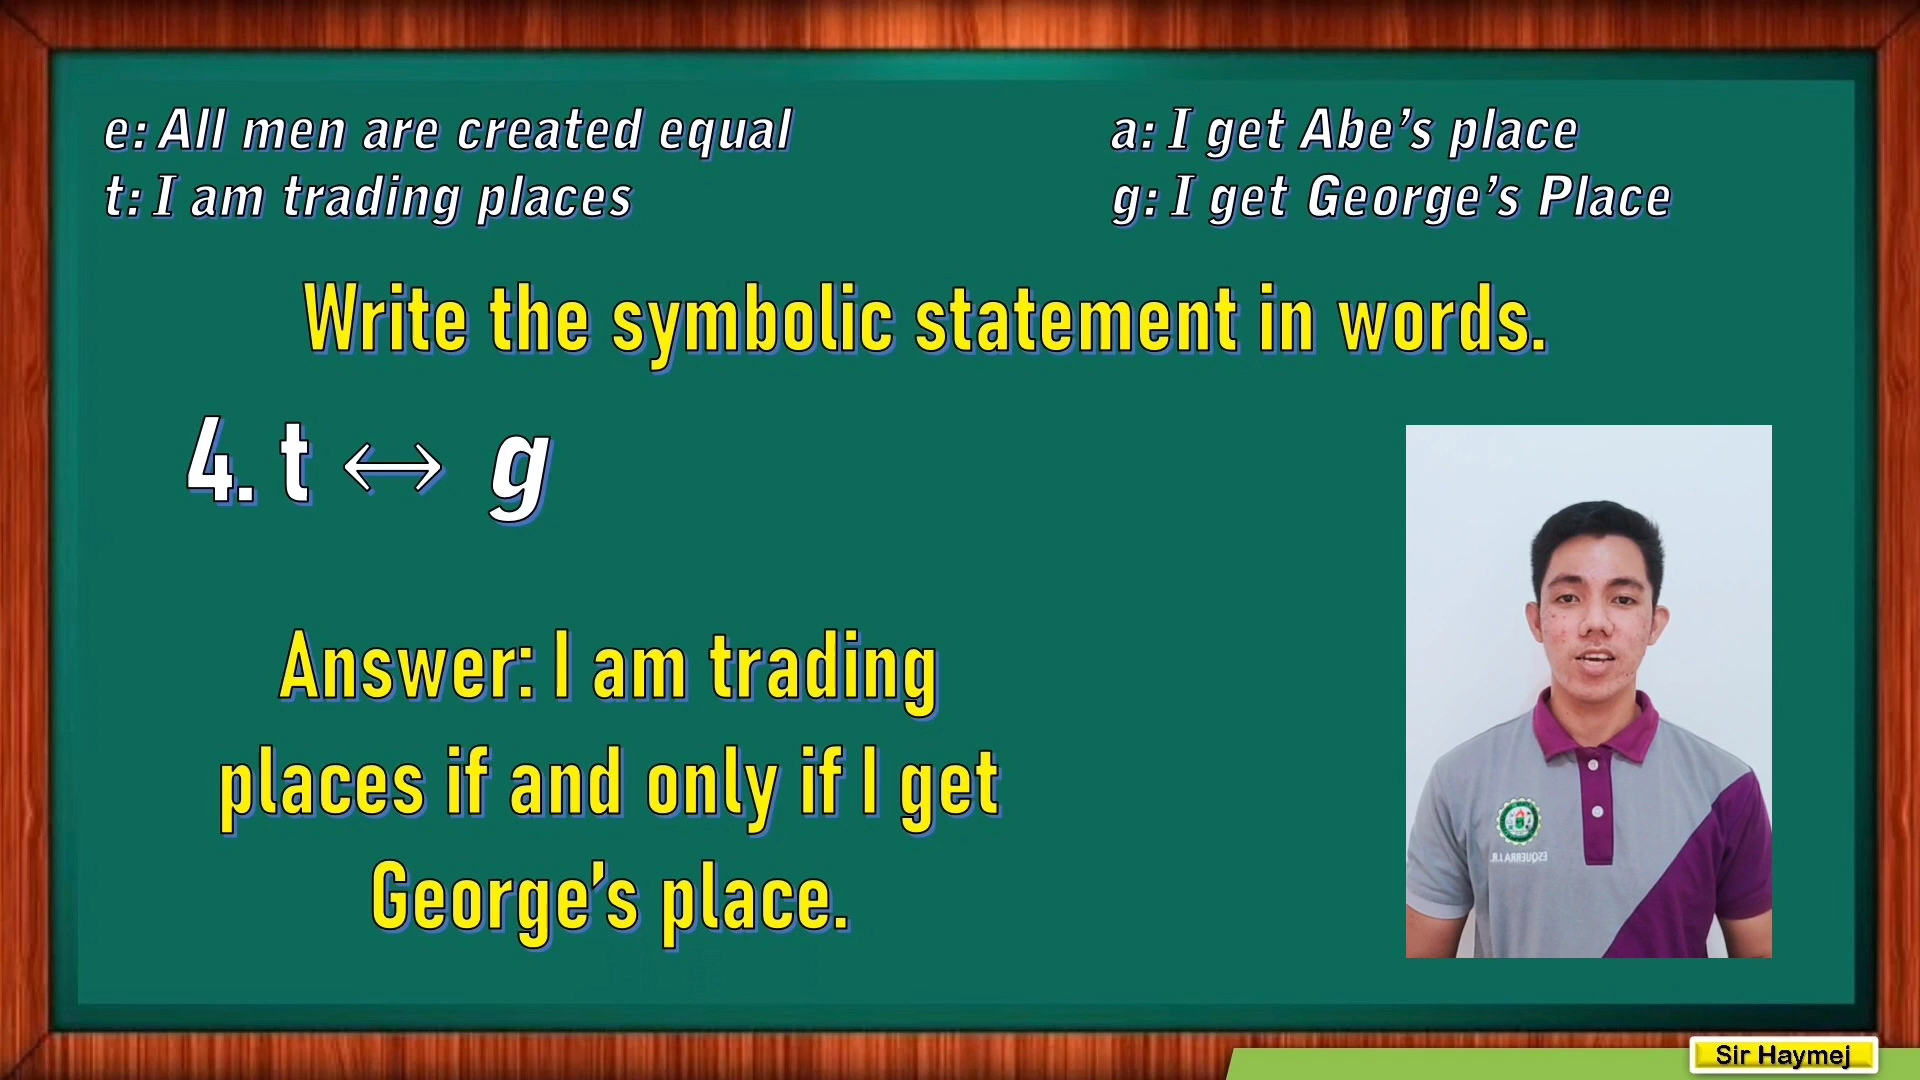 e: All men are created equal
t: I am trading places
a: I get Abe’s place
g: I get George’s Place
Write the symbolic statement in words.
4. t ↔ g
Answer: I am trading
places if and only if I get
George’s place.
ESQUERRA J.R.
Sir Haymej